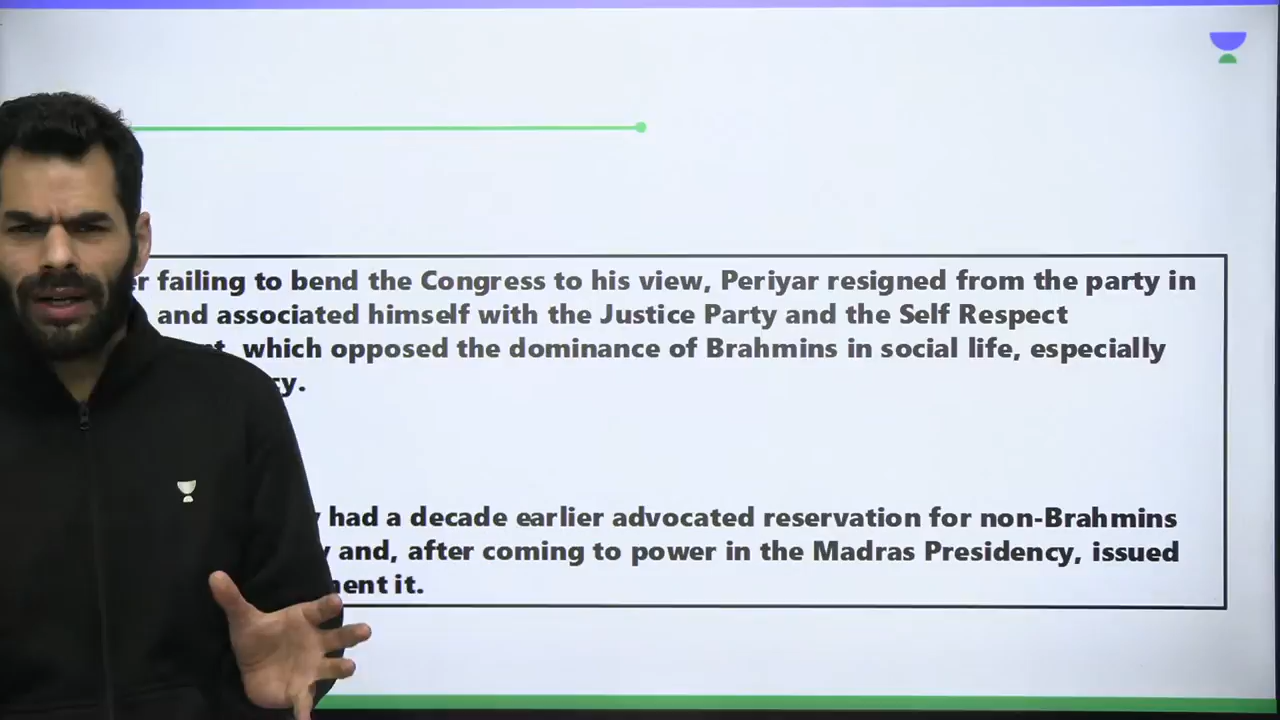 failing to bend the Congress to his view, Periyar resigned from the party in
and associated himself with the Justice Party and the Self Respect
which opposed the dominance of Brahmins in social life, especially
had a decade earlier advocated reservation for non-Brahmins
and, after coming to power in the Madras Presidency, issued
it.